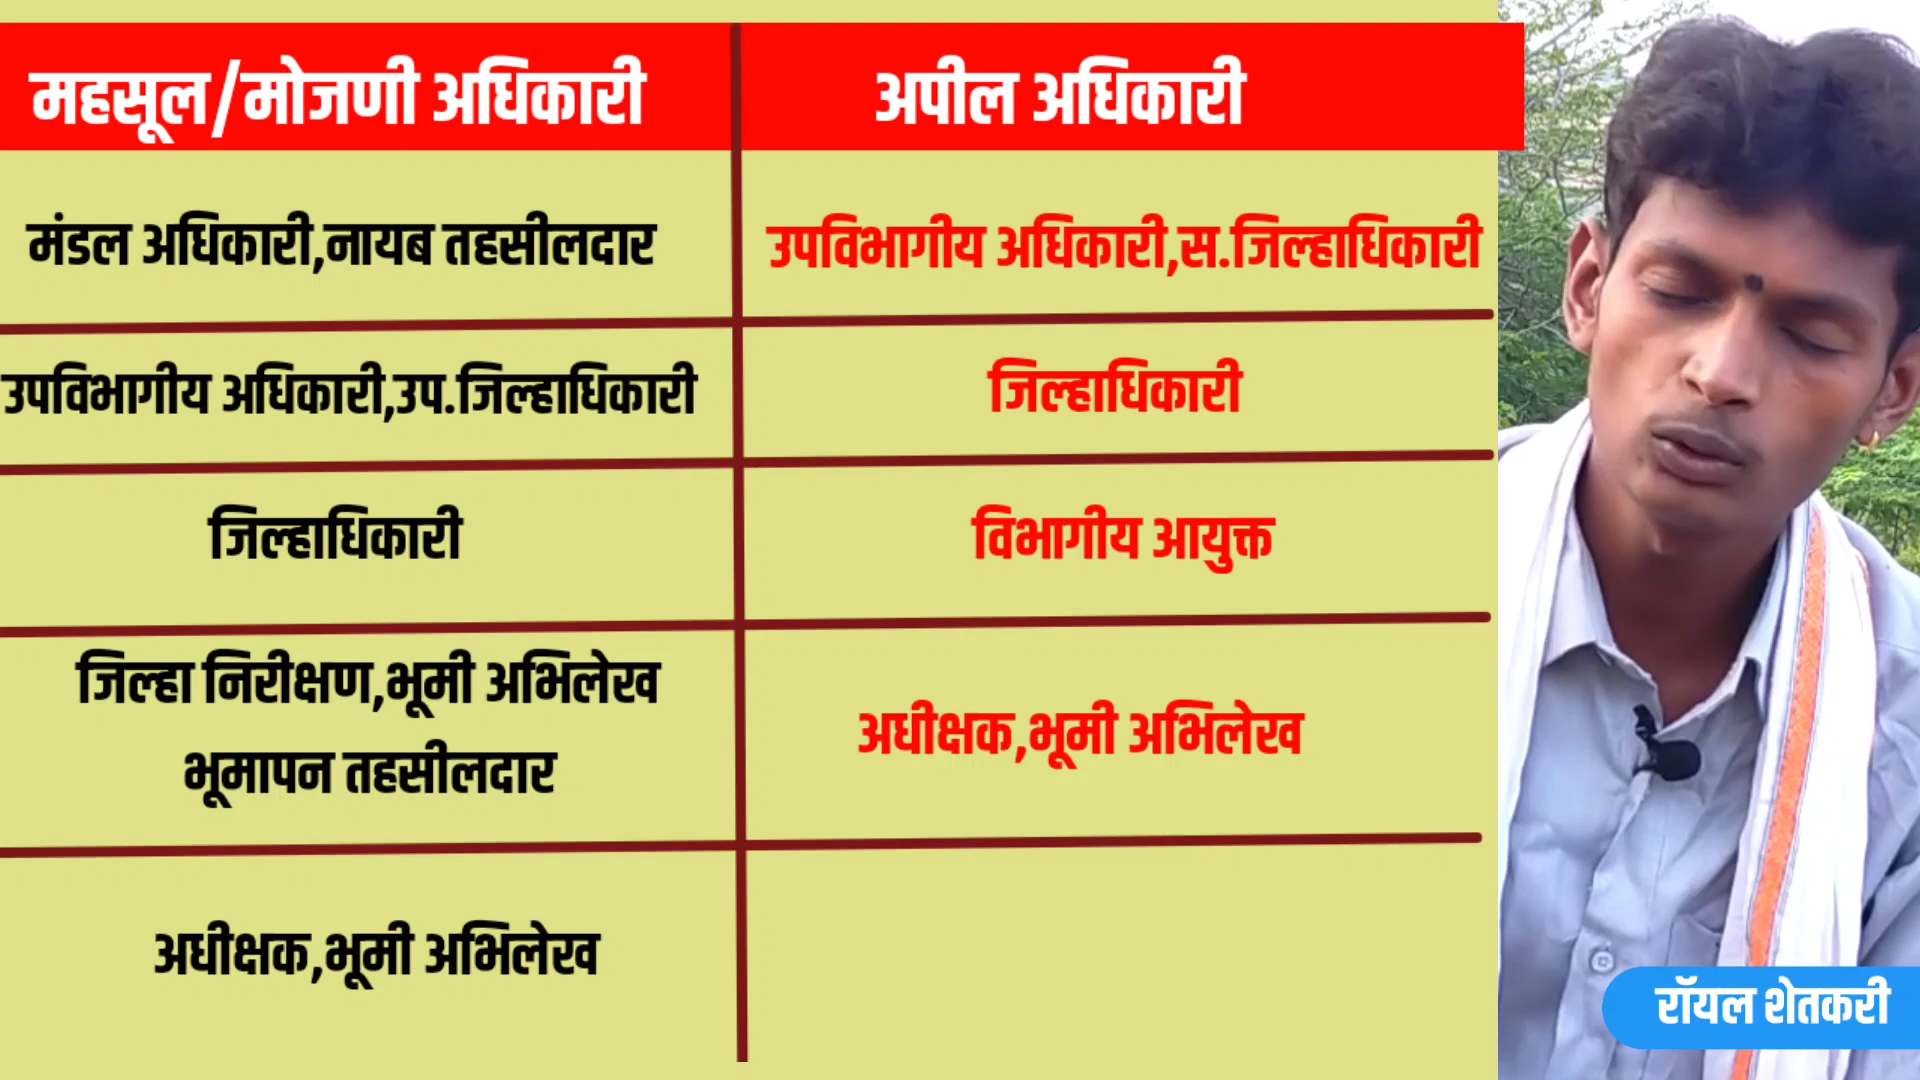 महसूल/मोजणी अधिकारी
अपील अधिकारी
मंडल अधिकारी,नायब तहसीलदार
उपविभागीय अधिकारी,स.जिल्हाधिकारी
उपविभागीय अधिकारी,उप.जिल्हाधिकारी
जिल्हाधिकारी
जिल्हाधिकारी
विभागीय आयुक्त
जिल्हा निरीक्षण,भूमी अभिलेख
भूमापन तहसीलदार
अधीक्षक,भूमी अभिलेख
अधीक्षक,भूमी अभिलेख
रॉयल शेतकरी